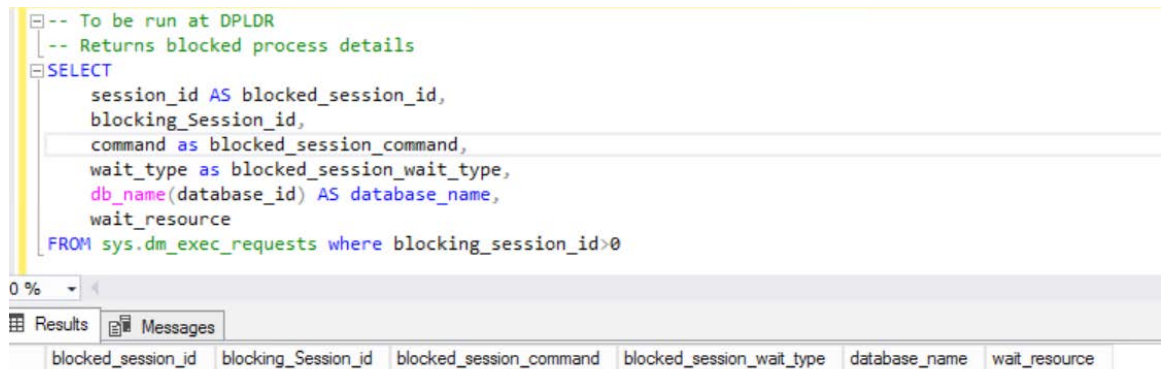 -- To be run at DPLDR
-- Returns blocked process details
SELECT
session_id AS blocked_session_id,
blocking_Session_id,
command as blocked_session_command,
wait_type as blocked_session_wait_type,
db_name(database_id) AS database_name,
wait_resource
FROM sys.dm_exec_requests where blocking_session_id>0
0 %
Results Messages
blocked_session_id blocking_Session_id blocked_session_command blocked_session_wait_type database_name wait_resource